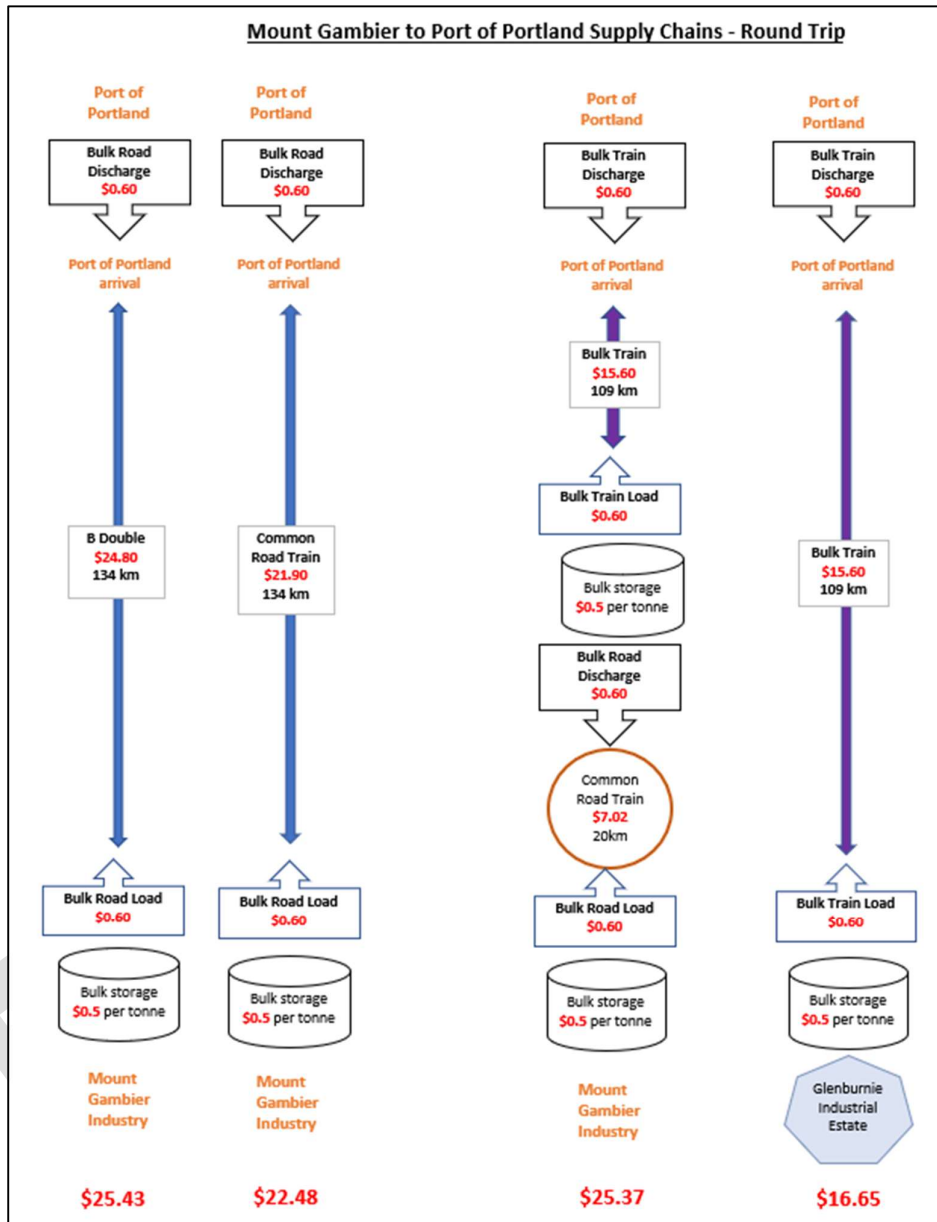 Mount Gambier to Port of Portland Supply Chains - Round Trip
Port of
Portland
Bulk Road
Discharge
$0.60
Port of Portland
arrival
B Double
$24.80
134 km
Bulk Road Load
$0.60
Bulk storage
$0.5 per tonne
Mount
Gambier
Industry
$25.43
Port of
Portland
Bulk Road
Discharge
$0.60
Port of Portland
arrival
Common
Road Train
$21.90
134 km
Bulk Road Load
$0.60
Bulk storage
$0.5 per tonne
Mount
Gambier
Industry
$22.48
Port of
Portland
Bulk Train
Discharge
$0.60
Port of Portland
arrival
Bulk Train
$15.60
109 km
Bulk Train Load
$0.60
Bulk storage
$0.5 per tonne
Bulk Road
Discharge
$0.60
Common
Road Train
$7.02
20km
Bulk Road Load
$0.60
Bulk storage
$0.5 per tonne
Mount
Gambier
Industry
$25.37
Port of
Portland
Bulk Train
Discharge
$0.60
Port of Portland
arrival
Bulk Train
$15.60
109 km
Bulk Train Load
$0.60
Bulk storage
$0.5 per tonne
Glenburnie
Industrial
Estate
$16.65